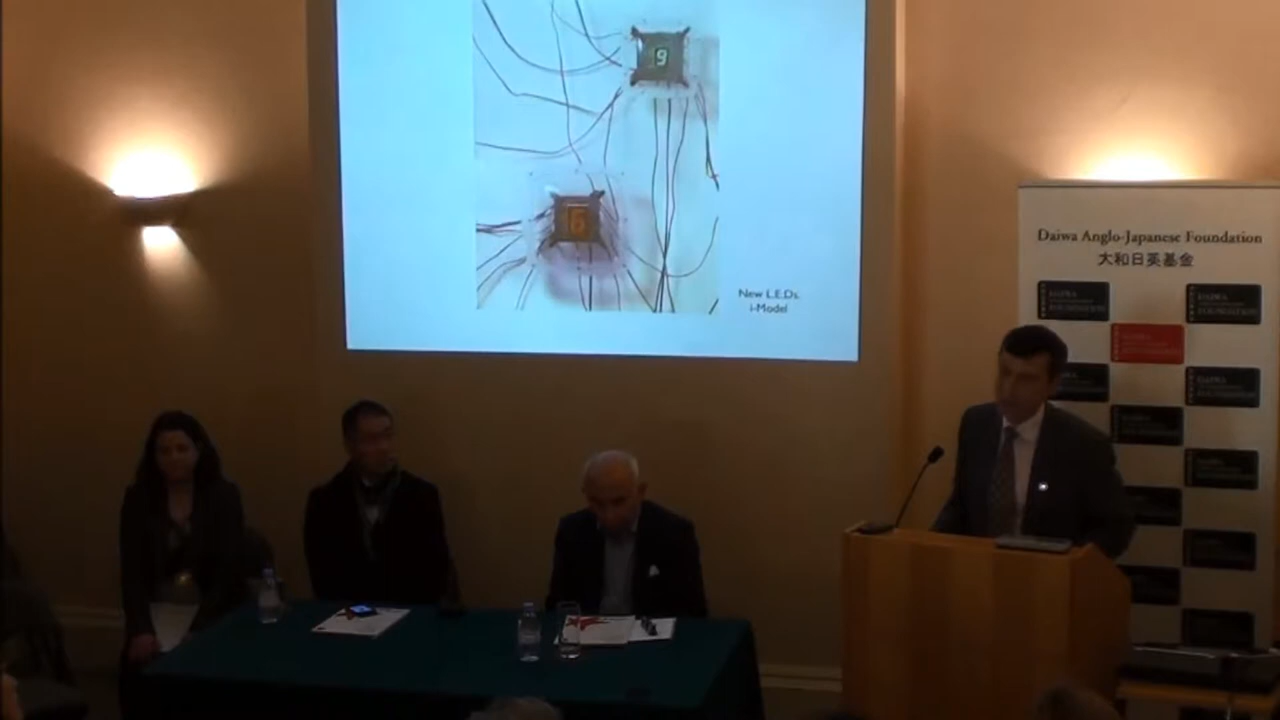 9
6
New L.E.Ds.
i-Model
Daiwa Anglo-Japanese Foundation
大和日英基金